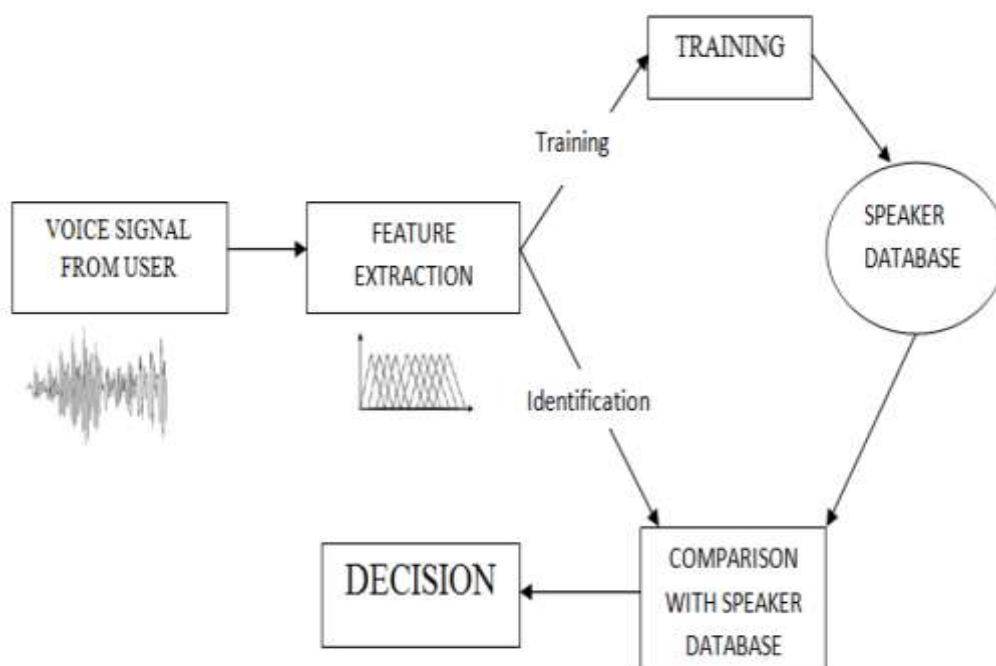 TRAINING
Training
VOICE SIGNAL
FROM USER
FEATURE
EXTRACTION
SPEAKER
DATABASE
Identification
DECISION
COMPARISON
WITH SPEAKER
DATABASE